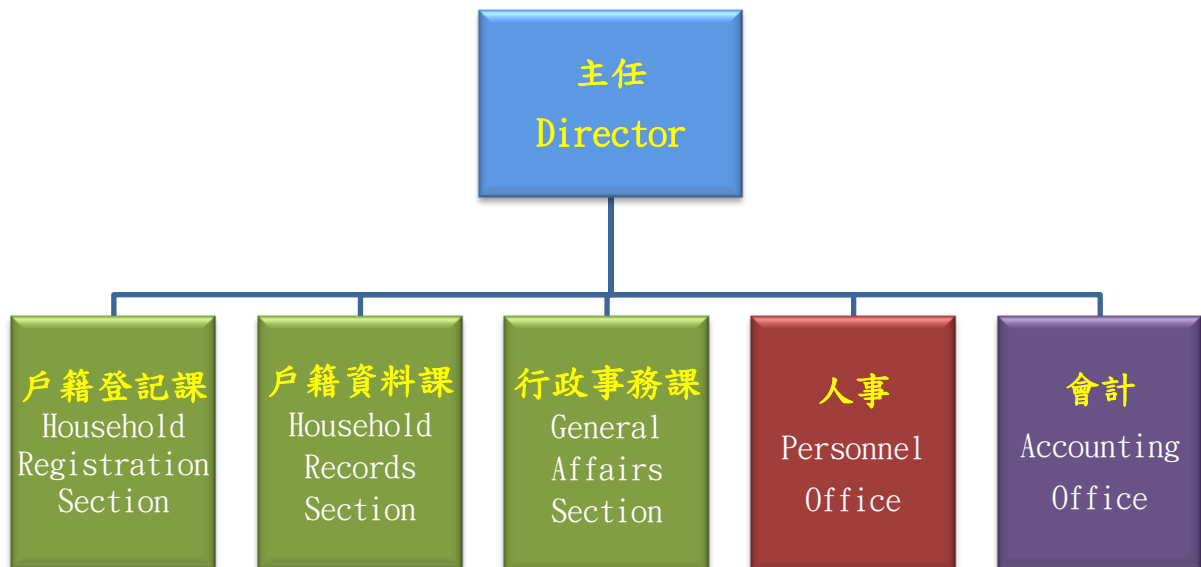 主任
Director
戶籍登記課
Household
Registration
Section
戶籍資料課
Household
Records
Section
行政事務課
General
Affairs
Section
人事
Personnel
Office
會計
Accounting
Office